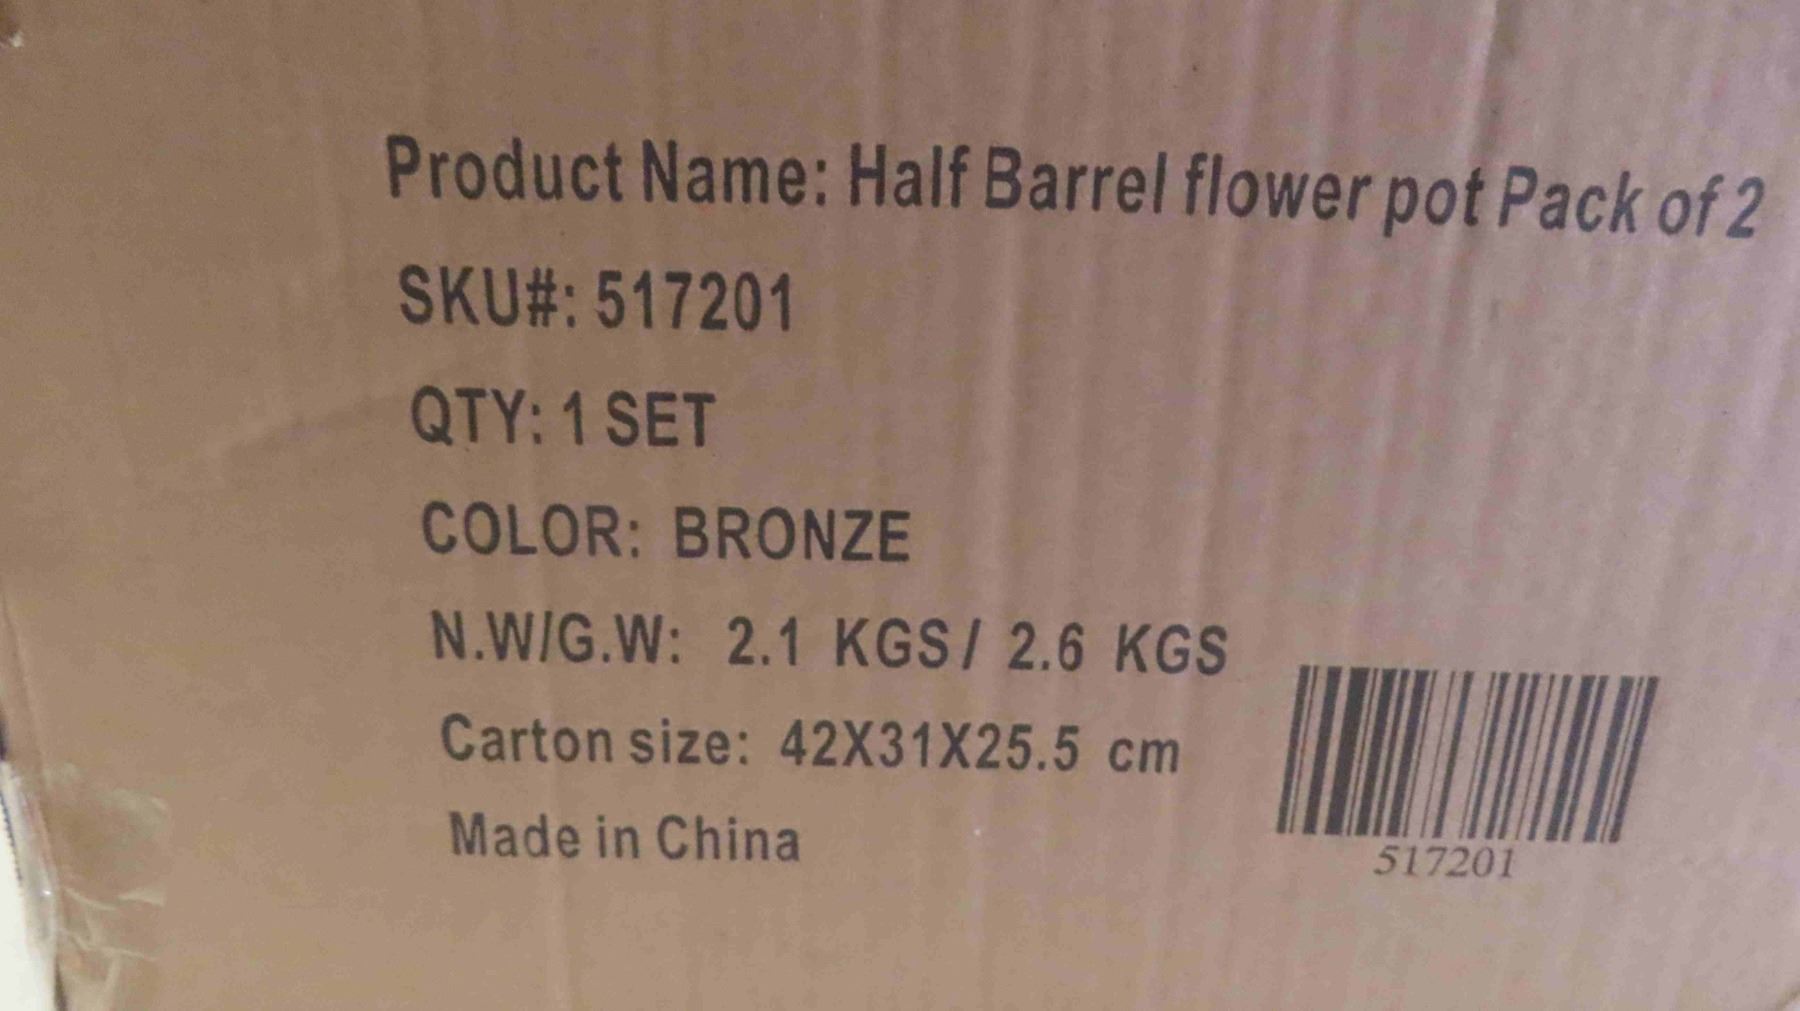 Product Name: Half Barrel flower pot Pack of 2
SKU#: 517201
QTY: 1 SET
COLOR: BRONZE
N.W/G.W: 2.1 KGS/ 2.6 KGS
Carton size: 42X31X25.5 cm
Made in China
517201